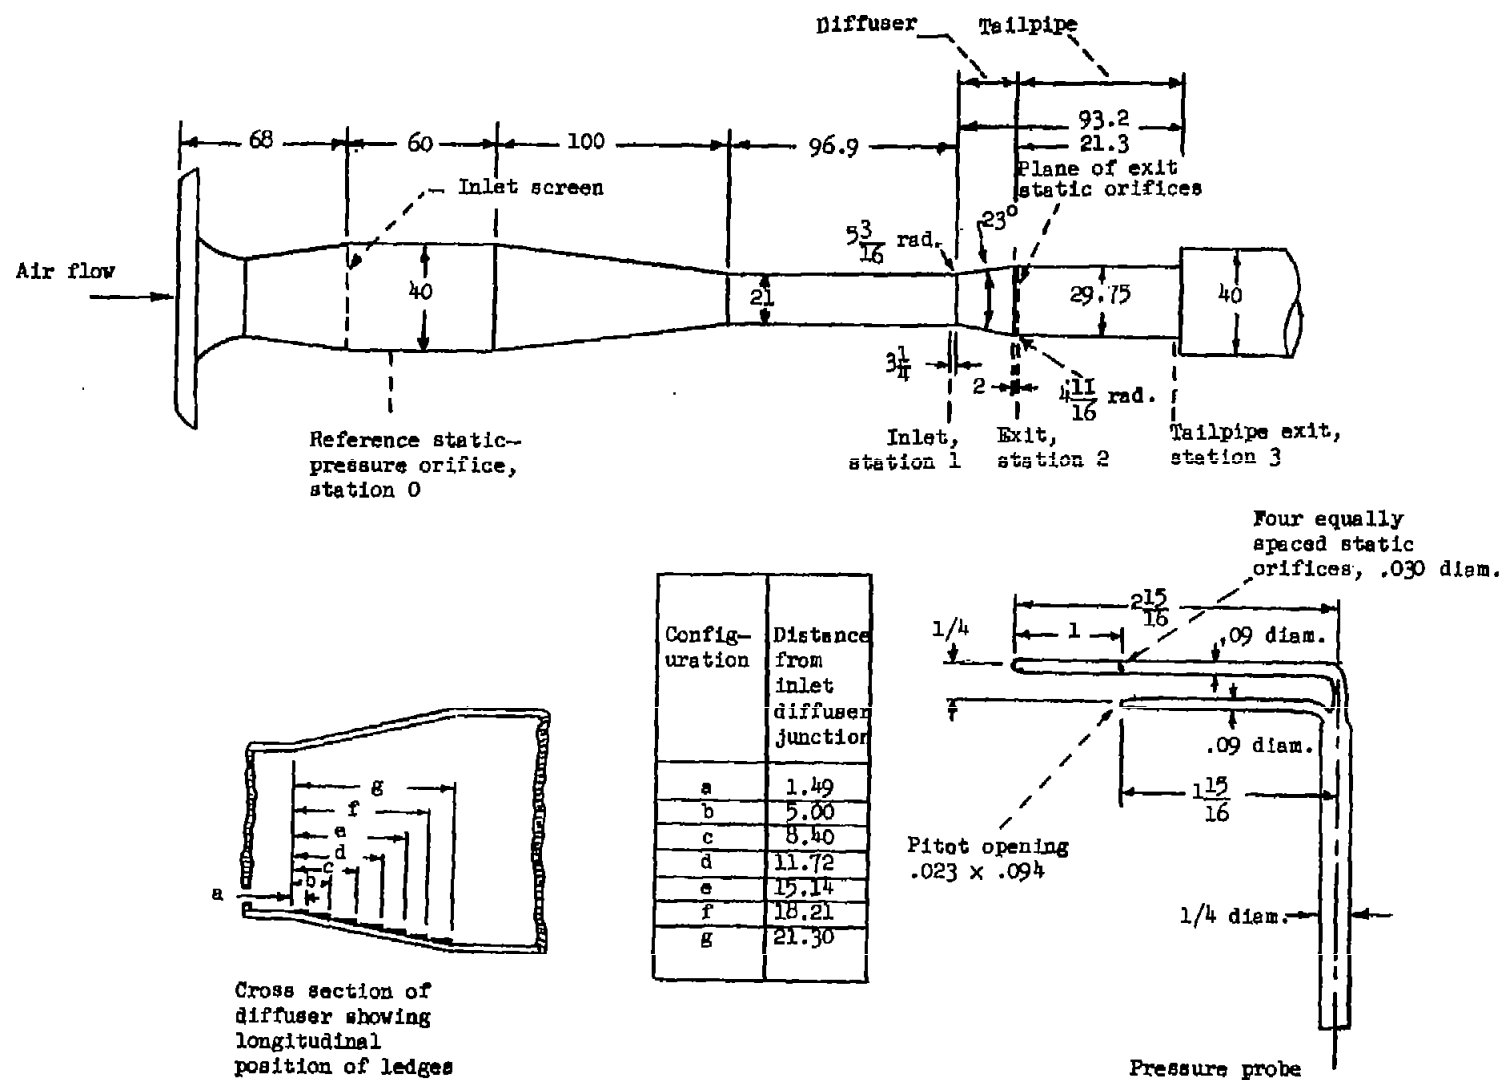 Diffuser
Tailpipe
93.2
68
60
100
96.9
21.3
Plane of exit
static orifices
Inlet screen
23°
5 3/16 rad.
Air flow
40
21
29.75
40
3 1/4
2
4 11/16 rad.
Reference static-
pressure orifice,
station 0
Inlet,
station 1
Exit,
station 2
Tailpipe exit,
station 3
Four equally
spaced static
orifices, .030 diam.
2 15/16
1/4
1
.09 diam.
.09 diam.
1 15/16
Pitot opening
.023 x .094
1/4 diam.
Pressure probe
Config-
uration
Distance
from
inlet
diffuser
junction
a 1.49
b 5.00
c 8.40
d 11.72
e 15.14
f 18.21
g 21.30
g
f
e
d
c
b
a
Cross section of
diffuser showing
longitudinal
position of ledges